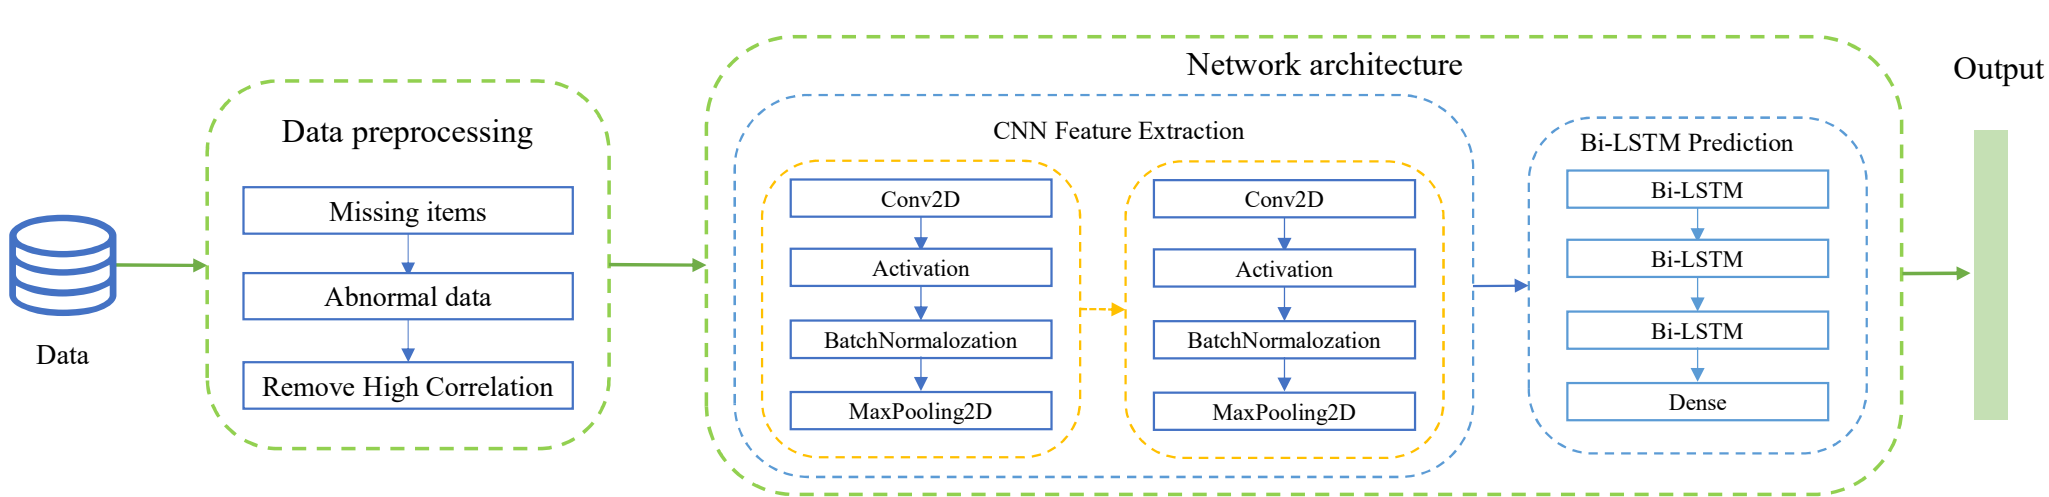 Data
Data preprocessing
Missing items
Abnormal data
Remove High Correlation
Network architecture
CNN Feature Extraction
Conv2D
Activation
BatchNormalozation
MaxPooling2D
Conv2D
Activation
BatchNormalozation
MaxPooling2D
Bi-LSTM Prediction
Bi-LSTM
Bi-LSTM
Bi-LSTM
Dense
Output